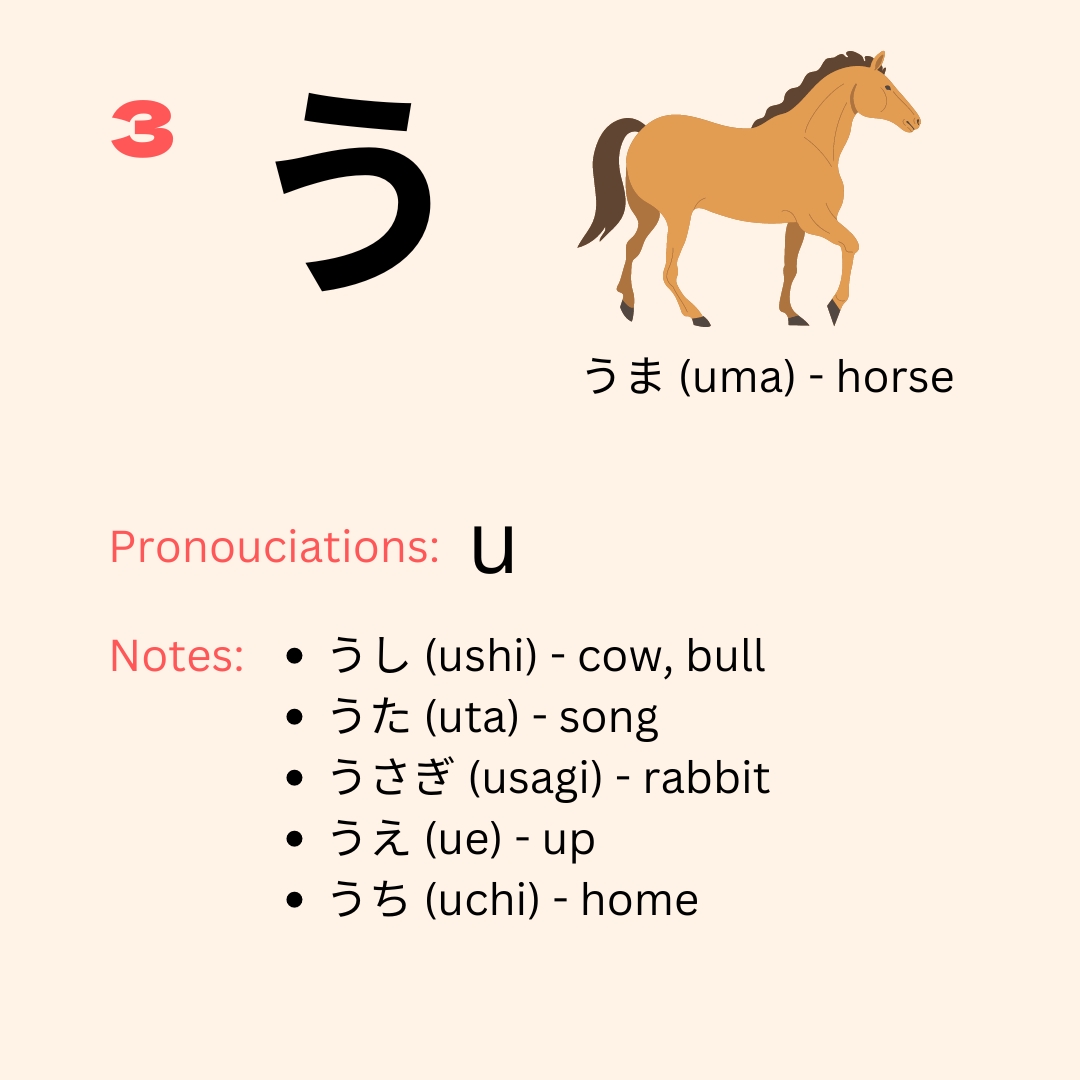 3
う
うま (uma) - horse
Pronouciations: u
Notes:
• うし (ushi) - cow, bull
• うた (uta) - song
• うさぎ (usagi) - rabbit
• うえ (ue) - up
• うち (uchi) - home